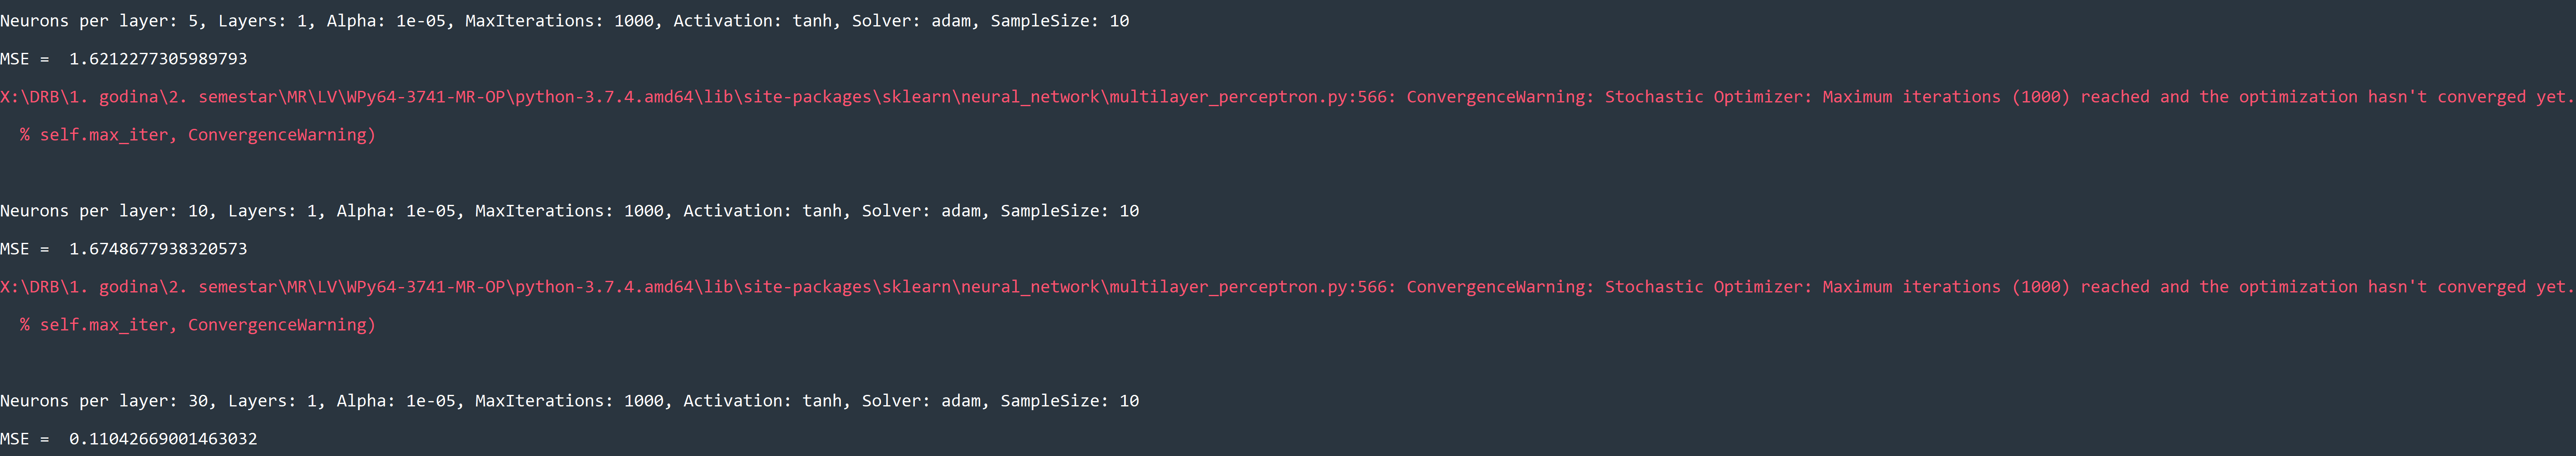 Neurons per layer: 5, Layers: 1, Alpha: 1e-05, MaxIterations: 1000, Activation: tanh, Solver: adam, SampleSize: 10
MSE =  1.6212277305989793
X:\DRB\1. godina\2. semestar\MR\LV\WPy64-3741-MR-OP\python-3.7.4.amd64\lib\site-packages\sklearn\neural_network\multilayer_perceptron.py:566: ConvergenceWarning: Stochastic Optimizer: Maximum iterations (1000) reached and the optimization hasn't converged yet.
  % self.max_iter, ConvergenceWarning)
Neurons per layer: 10, Layers: 1, Alpha: 1e-05, MaxIterations: 1000, Activation: tanh, Solver: adam, SampleSize: 10
MSE =  1.6748677938320573
X:\DRB\1. godina\2. semestar\MR\LV\WPy64-3741-MR-OP\python-3.7.4.amd64\lib\site-packages\sklearn\neural_network\multilayer_perceptron.py:566: ConvergenceWarning: Stochastic Optimizer: Maximum iterations (1000) reached and the optimization hasn't converged yet.
  % self.max_iter, ConvergenceWarning)
Neurons per layer: 30, Layers: 1, Alpha: 1e-05, MaxIterations: 1000, Activation: tanh, Solver: adam, SampleSize: 10
MSE =  0.11042669001463032